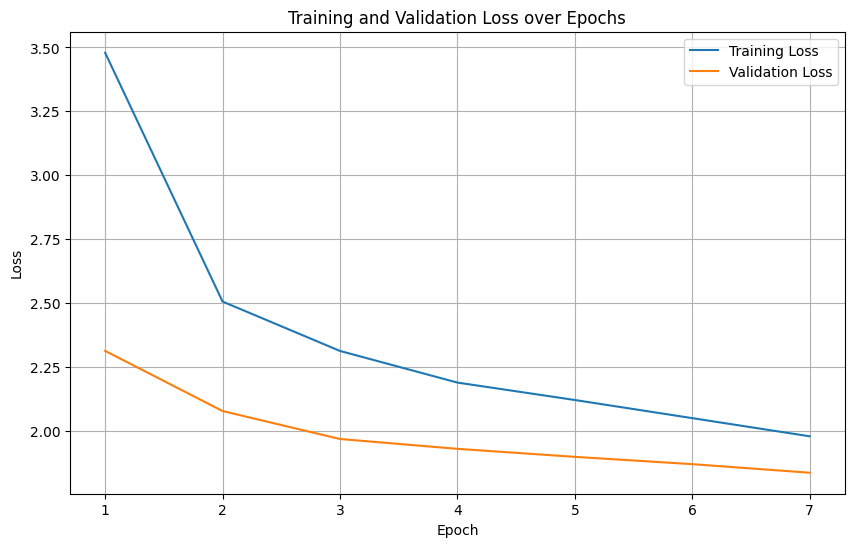 Training and Validation Loss over Epochs
Training Loss
Validation Loss
3.50
3.25
3.00
2.75
2.50
2.25
2.00
Loss
1 2 3 4 5 6 7
Epoch